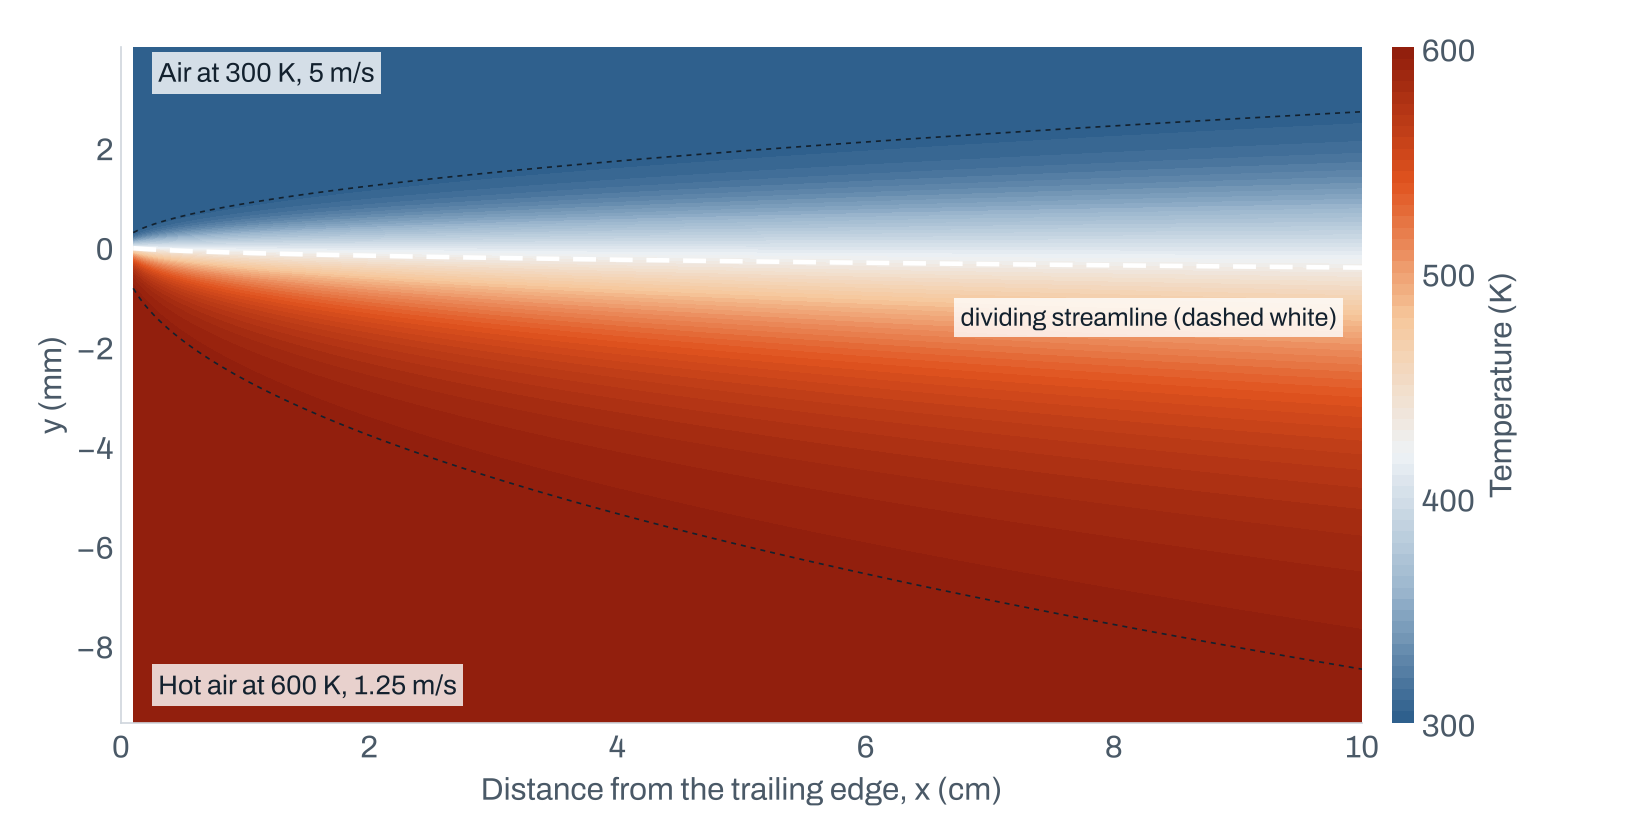 Air at 300 K, 5 m/s
2
0
−2
−4
−6
−8
y (mm)
dividing streamline (dashed white)
Hot air at 600 K, 1.25 m/s
0 2 4 6 8 10
Distance from the trailing edge, x (cm)
600
500
400
300
Temperature (K)